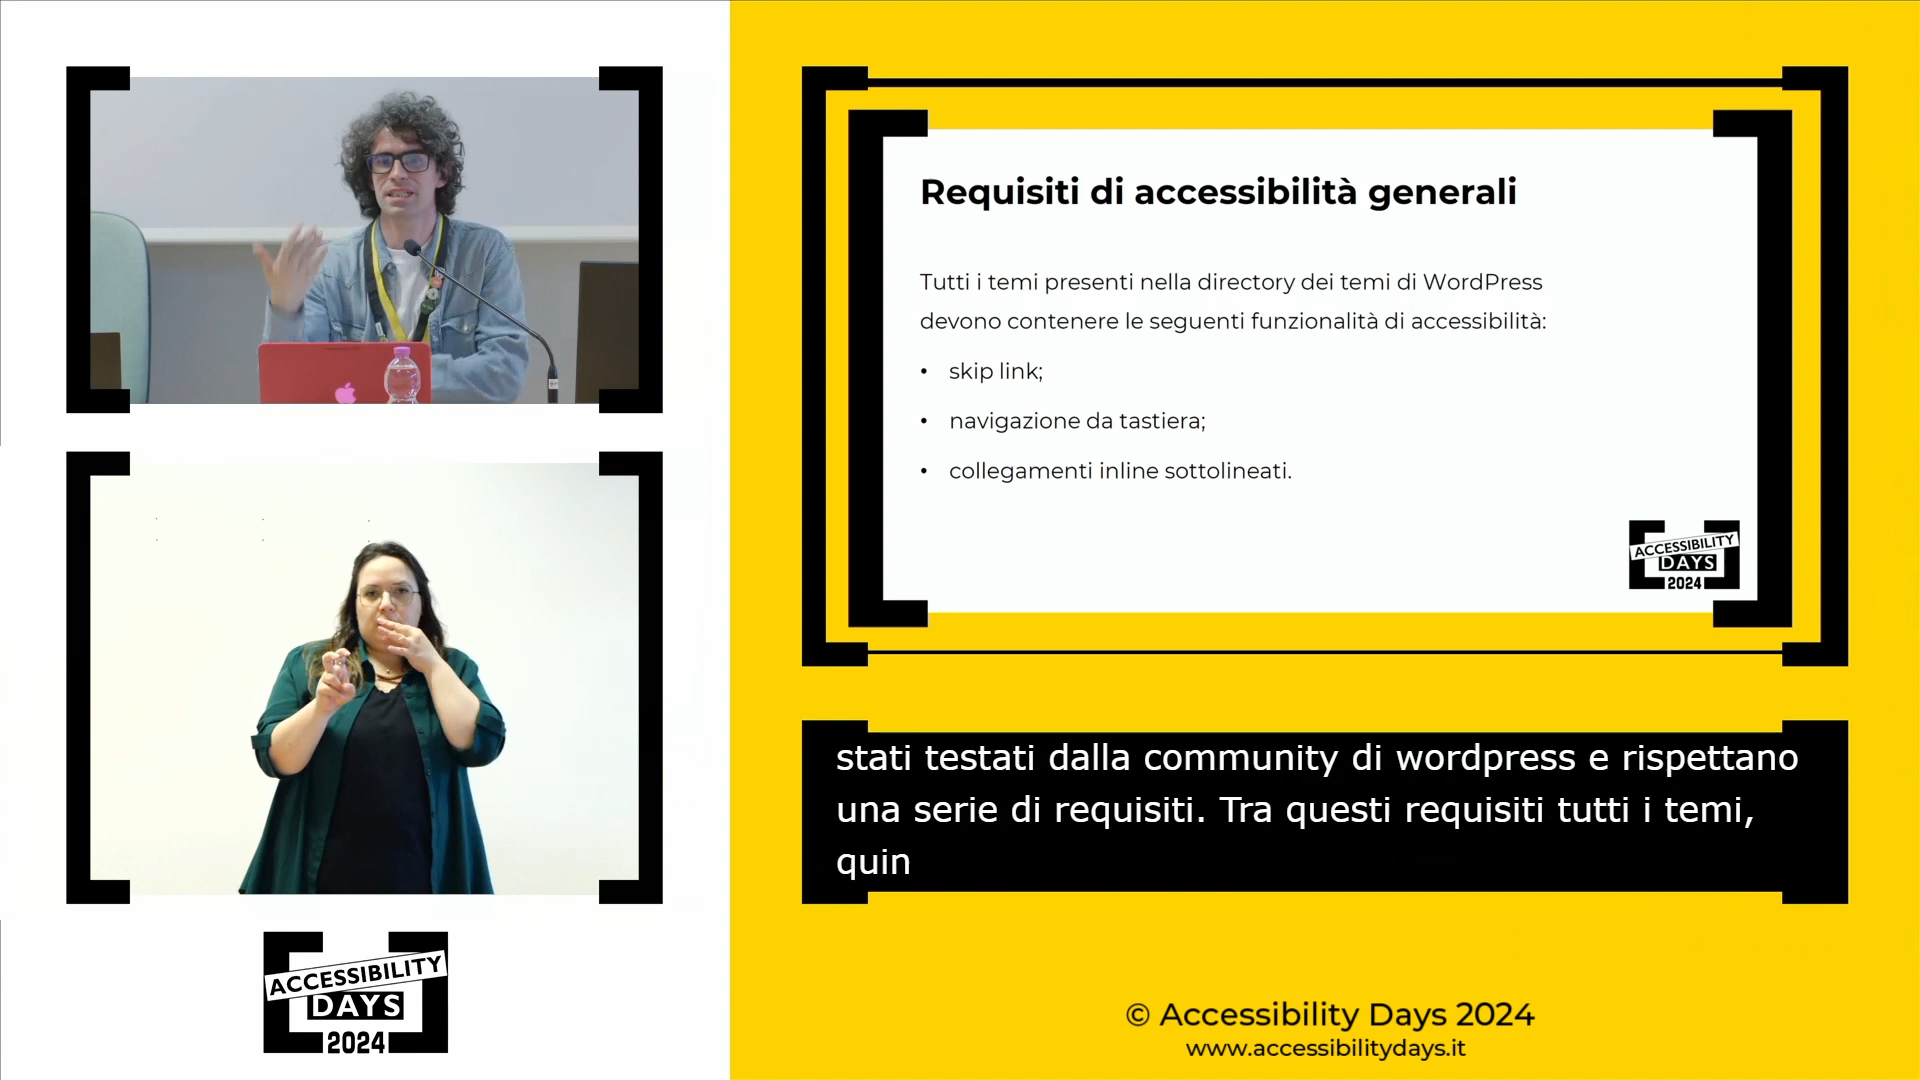 Requisiti di accessibilità generali
Tutti i temi presenti nella directory dei temi di WordPress
devono contenere le seguenti funzionalità di accessibilità:
• skip link;
• navigazione da tastiera;
• collegamenti inline sottolineati.
ACCESSIBILITY
DAYS
2024
stati testati dalla community di wordpress e rispettano
una serie di requisiti. Tra questi requisiti tutti i temi,
quin
ACCESSIBILITY
DAYS
2024
© Accessibility Days 2024
www.accessibilitydays.it